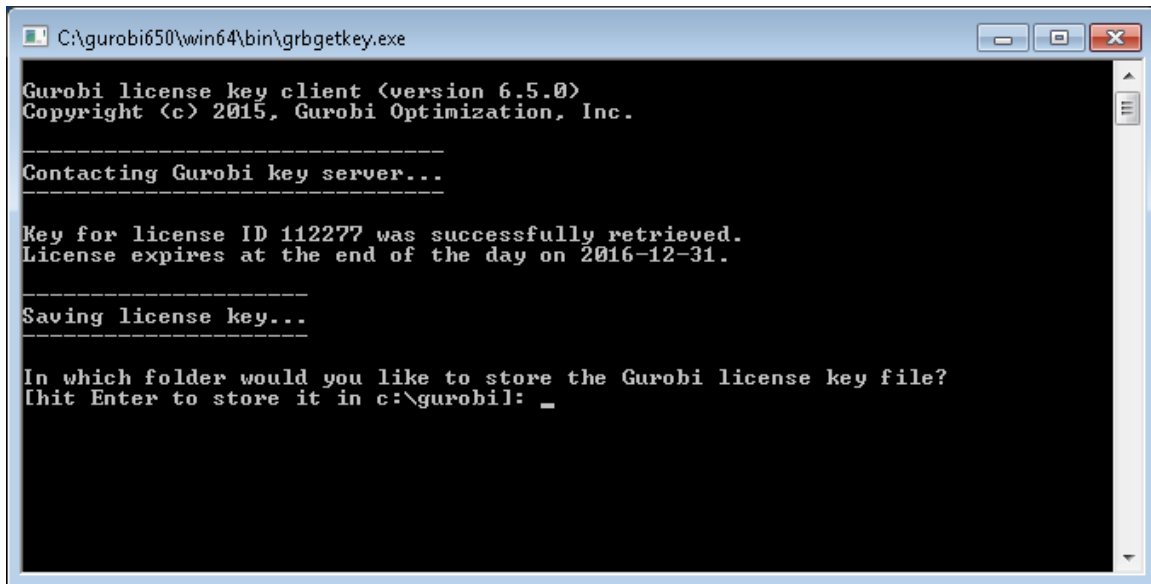 C:\gurobi650\win64\bin\grbgetkey.exe
Gurobi license key client (version 6.5.0)
Copyright (c) 2015, Gurobi Optimization, Inc.
-------------------------------
Contacting Gurobi key server...
-------------------------------
Key for license ID 112277 was successfully retrieved.
License expires at the end of the day on 2016-12-31.
---------------------
Saving license key...
---------------------
In which folder would you like to store the Gurobi license key file?
[hit Enter to store it in c:\gurobi]: _